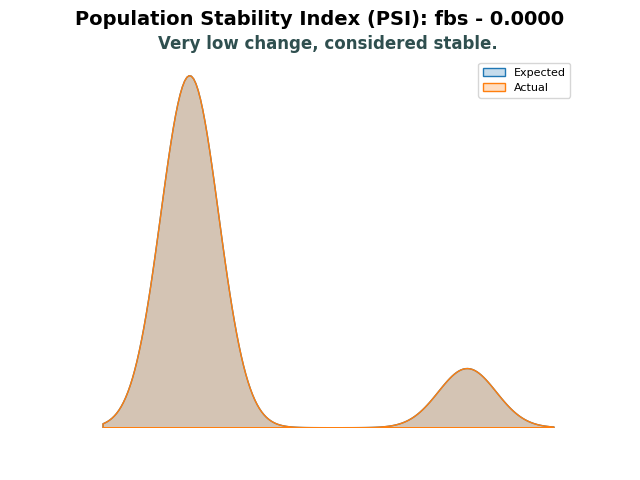 Population Stability Index (PSI): fbs - 0.0000
Very low change, considered stable.
Expected
Actual